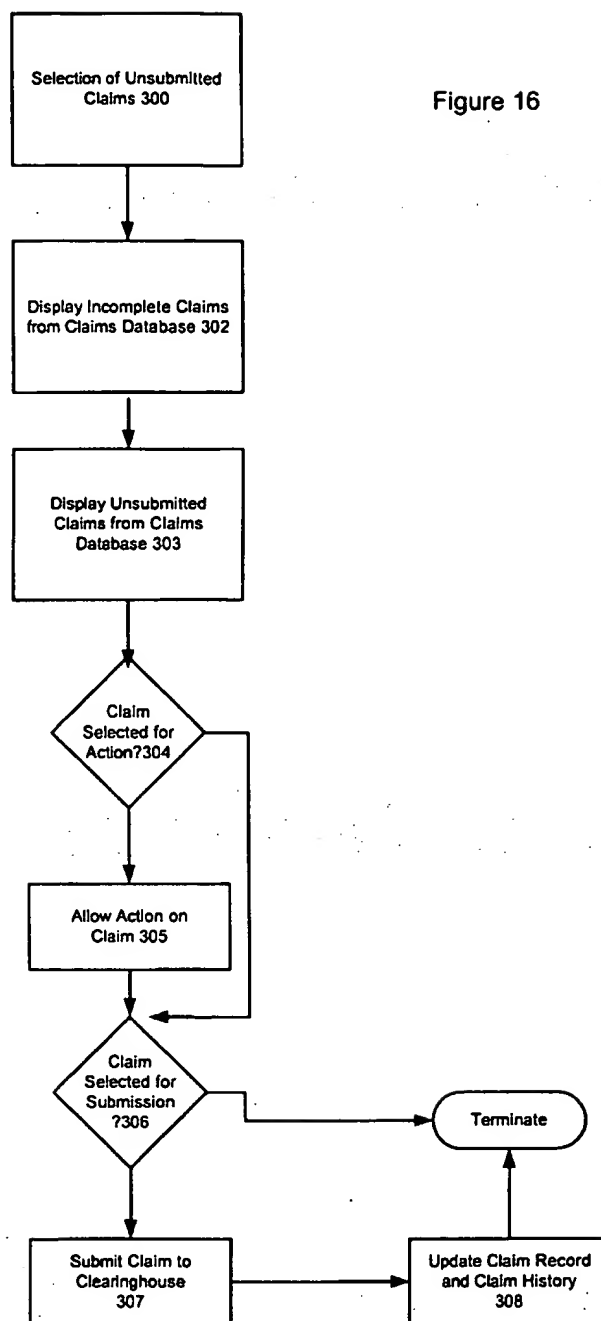 Selection of Unsubmitted
Claims 300
Figure 16
Display Incomplete Claims
from Claims Database 302
Display Unsubmitted
Claims from Claims
Database 303
Claim
Selected for
Action?304
Allow Action on
Claim 305
Claim
Selected for
Submission
?306
Terminate
Submit Claim to
Clearinghouse
307
Update Claim Record
and Claim History
308